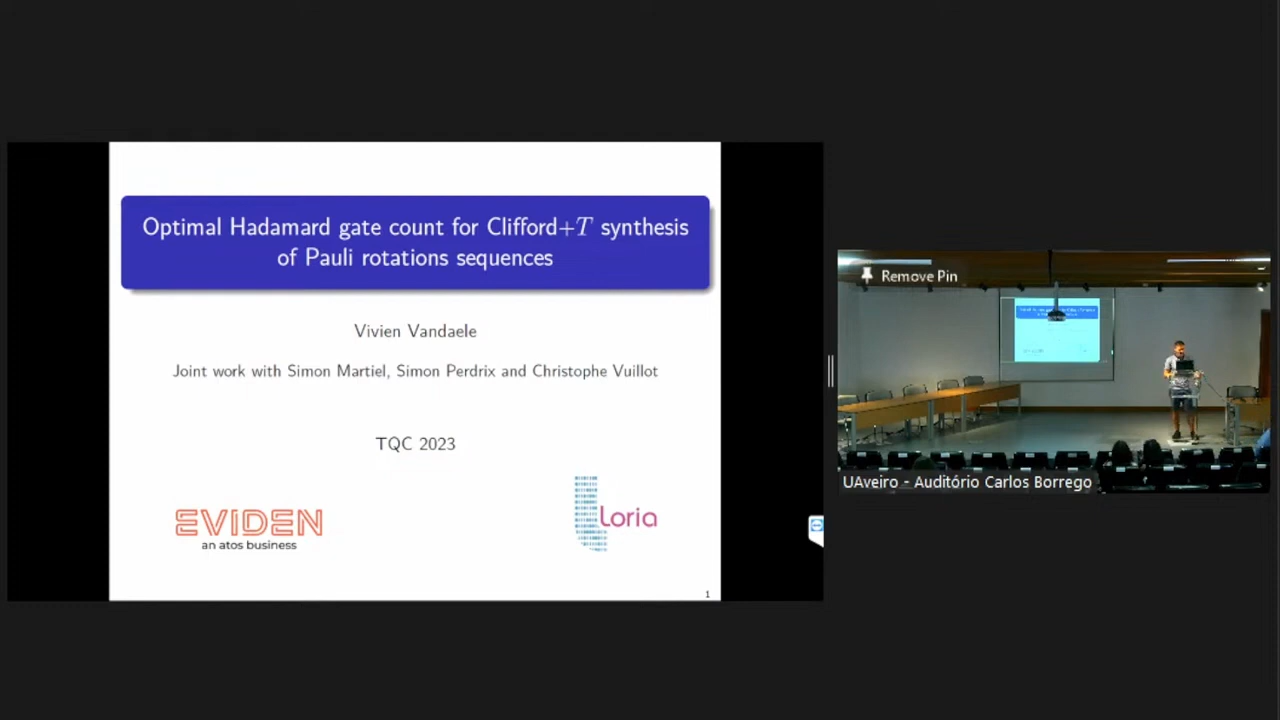 Optimal Hadamard gate count for Clifford+T synthesis
of Pauli rotations sequences
Vivien Vandaele
Joint work with Simon Martiel, Simon Perdrix and Christophe Vuillot
TQC 2023
EVIDEN
an atos business
Loria
1
Remove Pin
UAveiro - Auditório Carlos Borrego